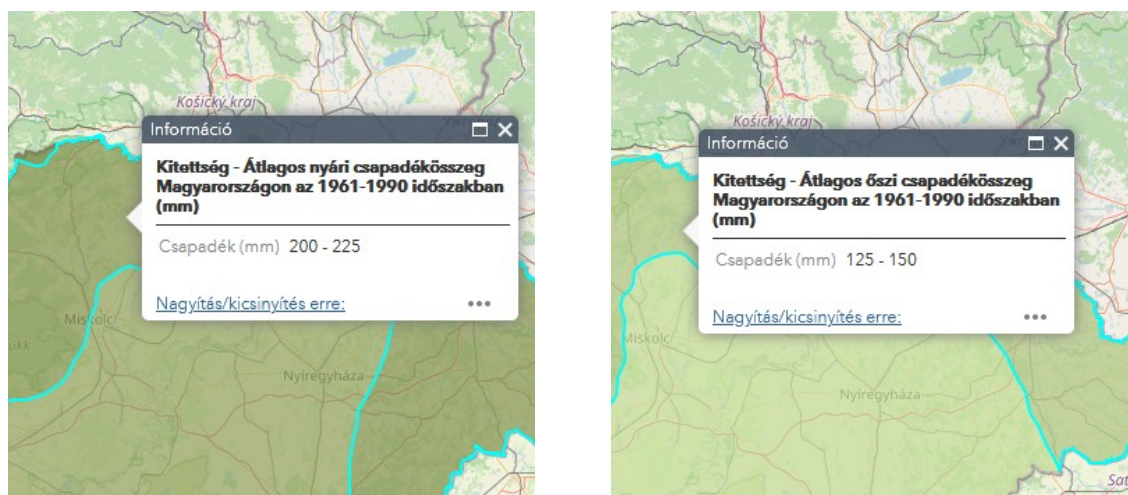 Košický kraj
Információ
Kitettség - Átlagos nyári csapadékösszeg
Magyarországon az 1961-1990 időszakban
(mm)
Csapadék (mm) 200 - 225
Nagyítás/kicsinyítés erre:
Miskolc
ükk
Nyíregyháza
Košický kraj
Információ
Kitettség - Átlagos őszi csapadékösszeg
Magyarországon az 1961-1990 időszakban
(mm)
Csapadék (mm) 125 - 150
Nagyítás/kicsinyítés erre:
Miskolc
Nyíregyháza
Sat